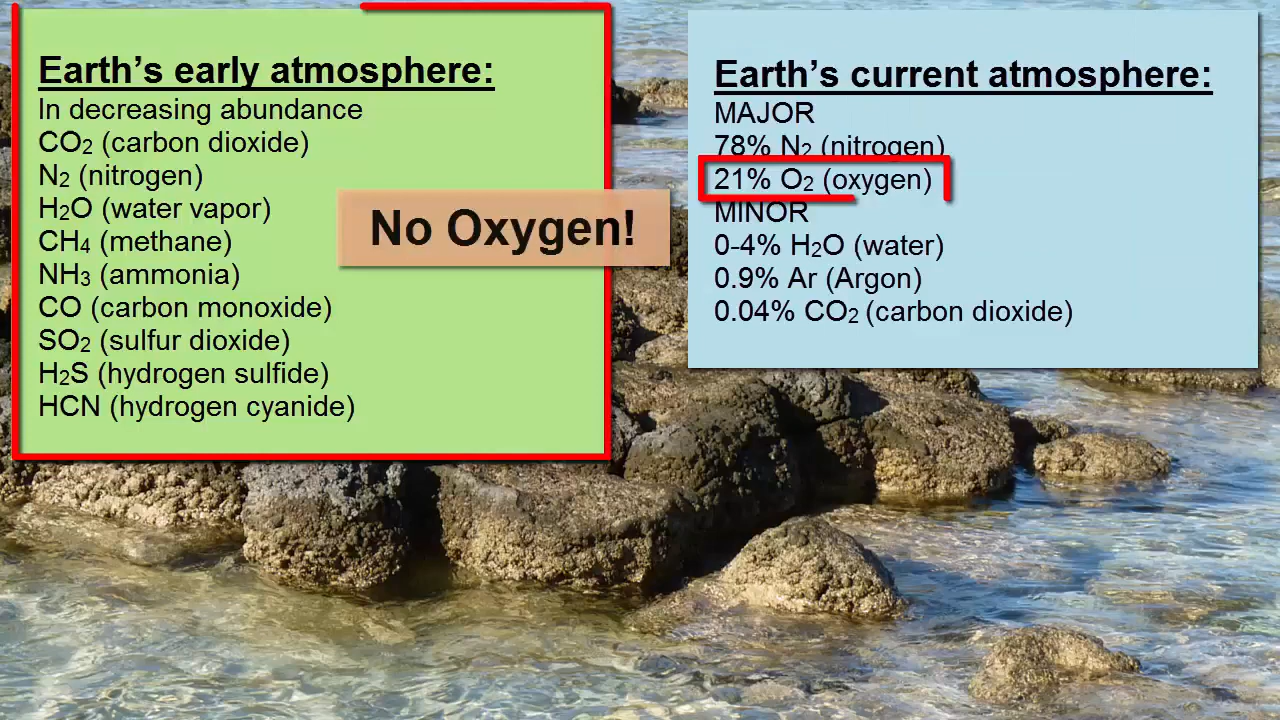 Earth's early atmosphere:
In decreasing abundance
CO₂ (carbon dioxide)
N₂ (nitrogen)
H₂O (water vapor)
CH₄ (methane)
NH₃ (ammonia)
CO (carbon monoxide)
SO₂ (sulfur dioxide)
H₂S (hydrogen sulfide)
HCN (hydrogen cyanide)
No Oxygen!
Earth's current atmosphere:
MAJOR
78% N₂ (nitrogen)
21% O₂ (oxygen)
MINOR
0-4% H₂O (water)
0.9% Ar (Argon)
0.04% CO₂ (carbon dioxide)